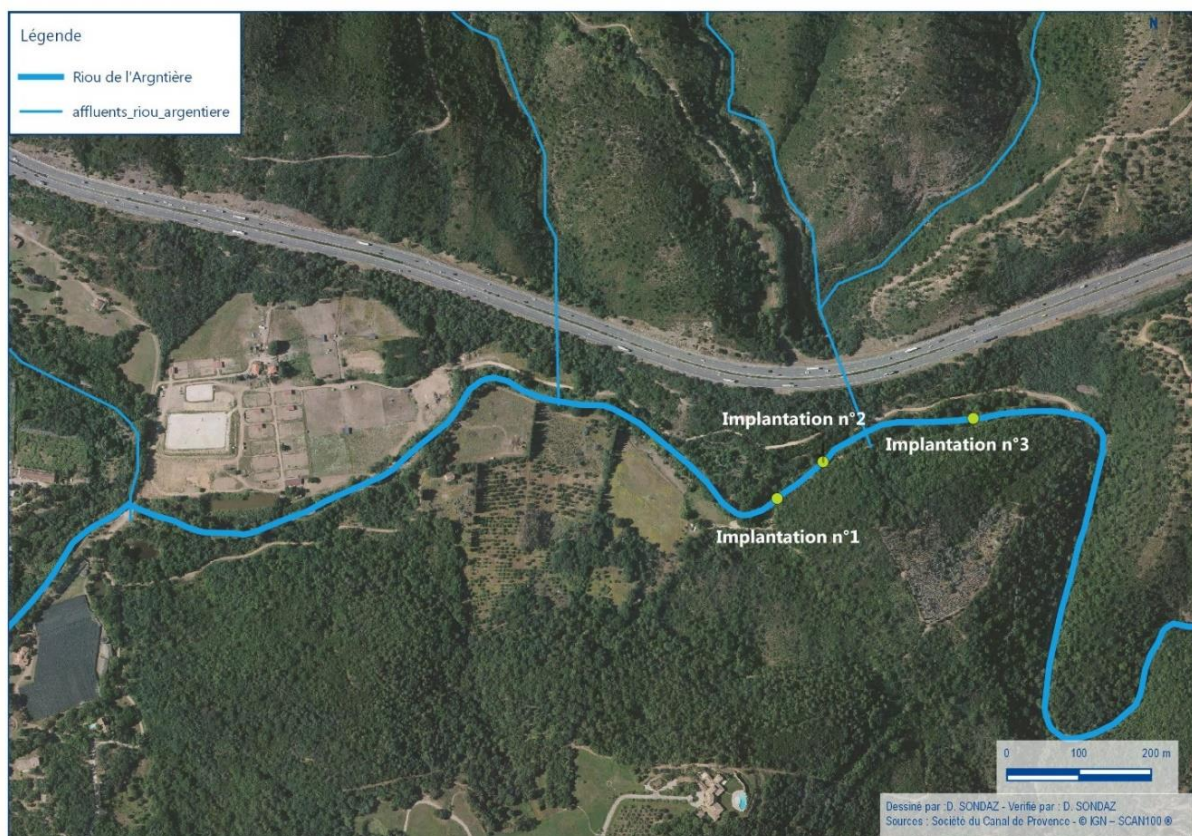 Légende
N
Riou de l'Argntière
affluents_riou_argentiere
Implantation n°2
Implantation n°3
Implantation n°1
0 100 200 m
Dessiné par :D. SONDAZ - Verifié par : D. SONDAZ
Sources : Société du Canal de Provence - © IGN – SCAN100 ®